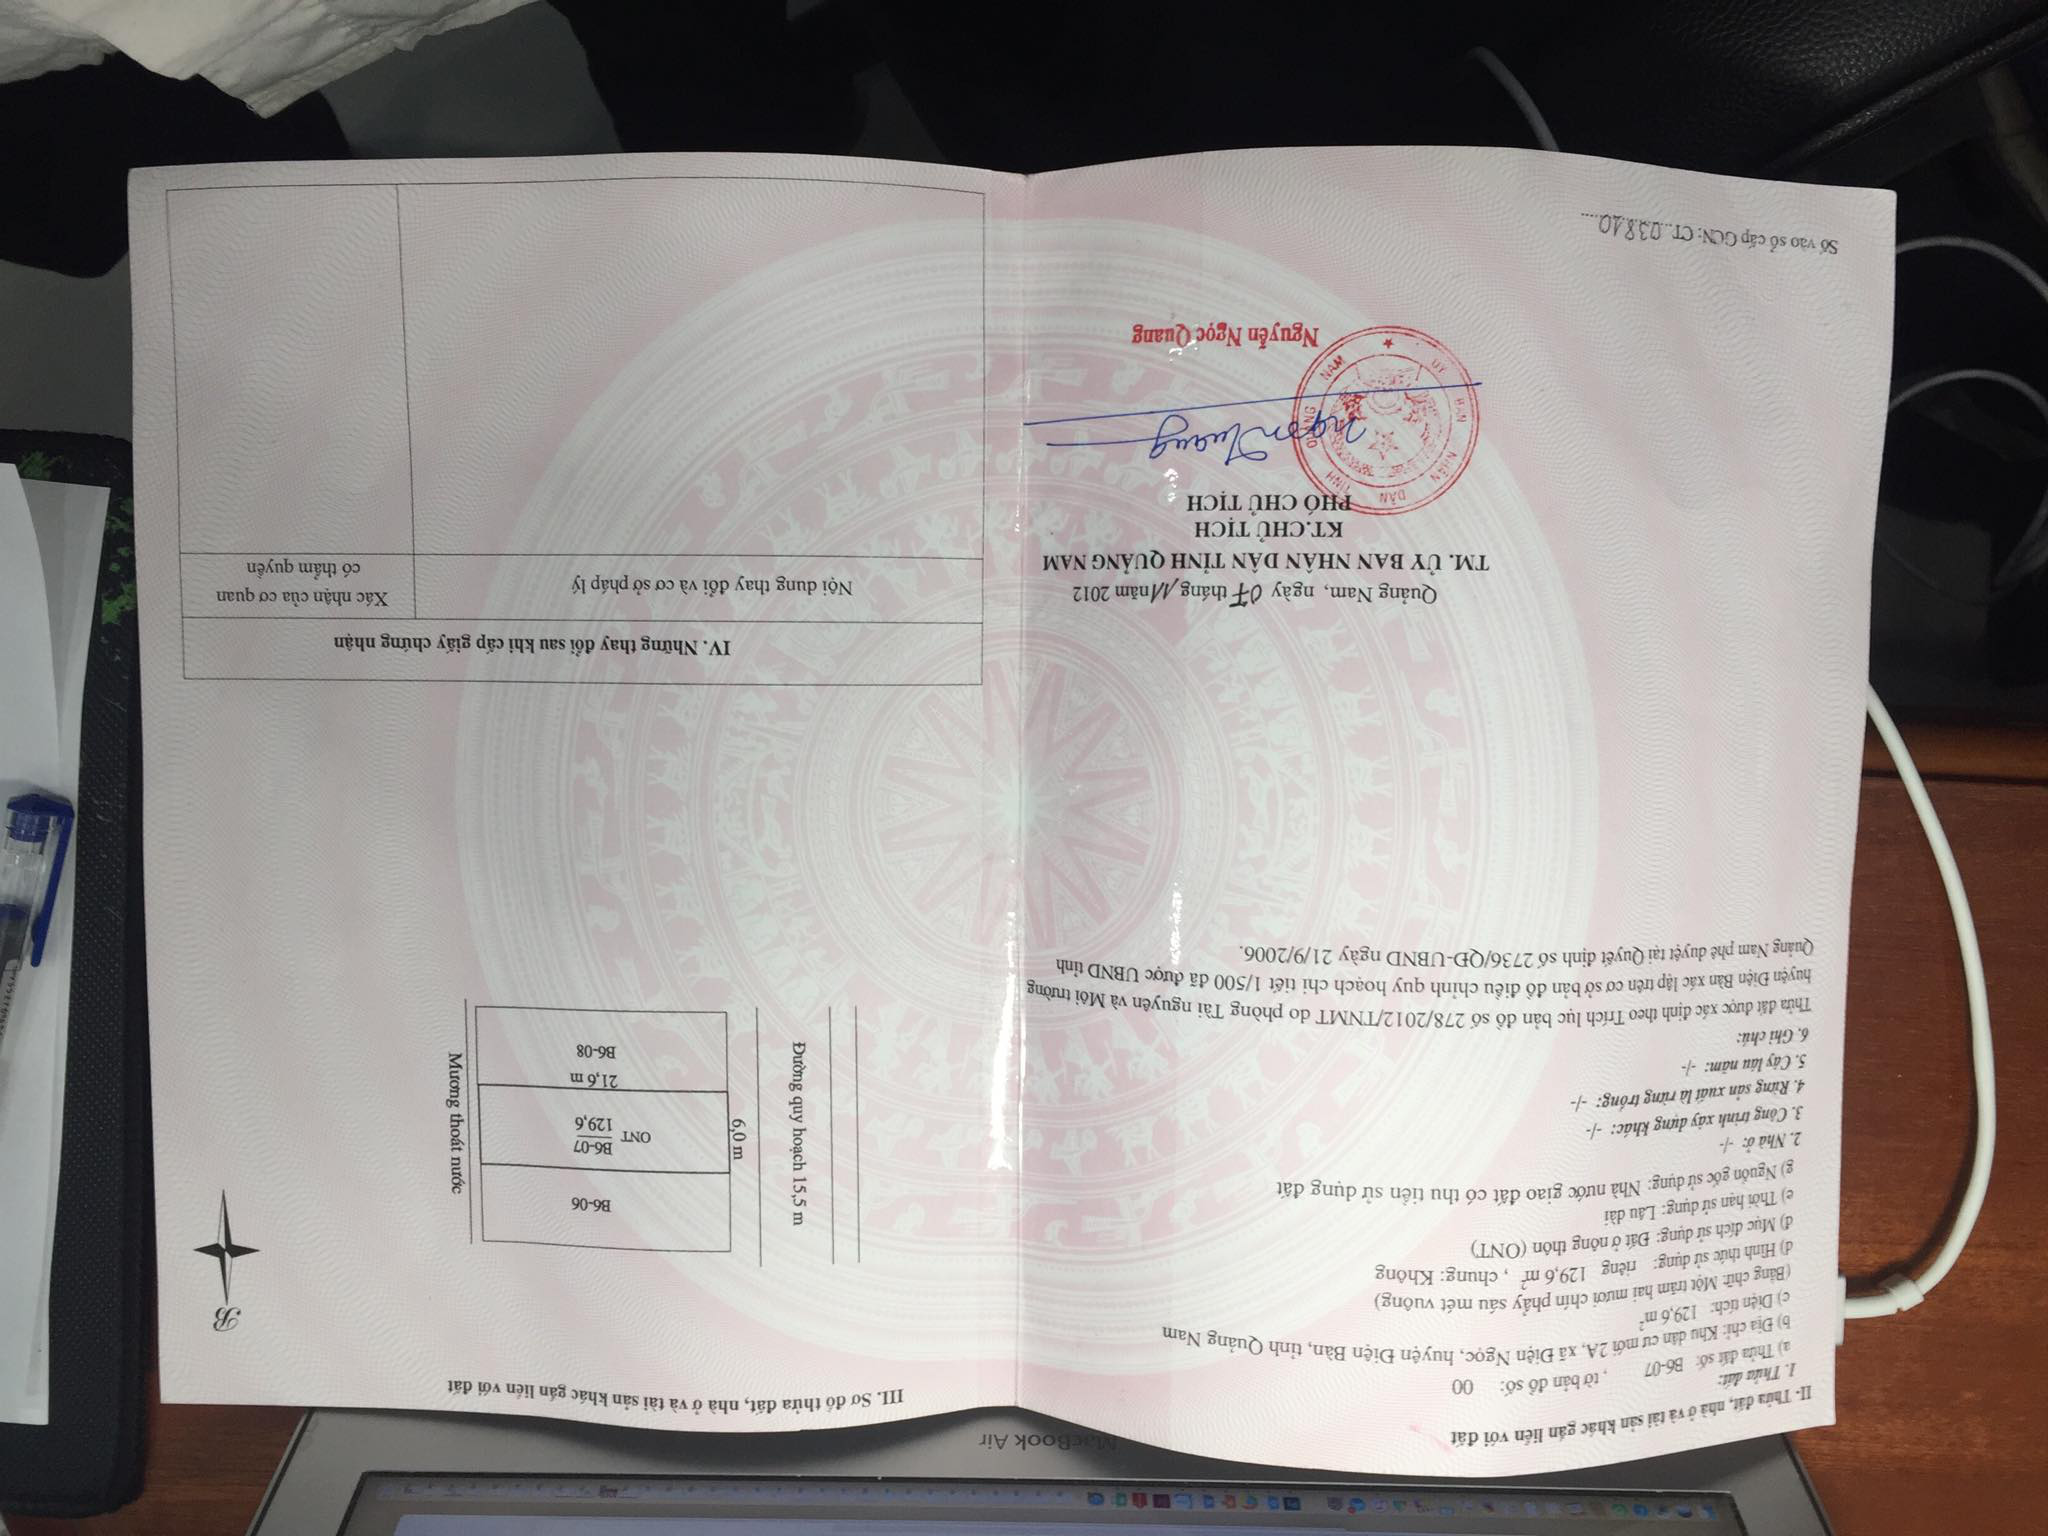 II- Thửa đất, nhà ở và tài sản khác gắn liền với đất
1. Thửa đất:
a) Thửa đất số: B6-07 , tờ bản đồ số: 00
b) Địa chỉ: Khu dân cư mới 2A, xã Điện Ngọc, huyện Điện Bàn, tỉnh Quảng Nam
c) Diện tích: 129,6 m²
(Bằng chữ: Một trăm hai mươi chín phẩy sáu mét vuông)
d) Hình thức sử dụng: riêng 129,6 m² , chung: Không
đ) Mục đích sử dụng: Đất ở nông thôn (ONT)
e) Thời hạn sử dụng: Lâu dài
g) Nguồn gốc sử dụng: Nhà nước giao đất có thu tiền sử dụng đất
2. Nhà ở: -/-
3. Công trình xây dựng khác: -/-
4. Rừng sản xuất là rừng trồng: -/-
5. Cây lâu năm: -/-
6. Ghi chú:
Thửa đất được xác định theo Trích lục bản đồ số 278/2012/TNMT do phòng Tài nguyên và Môi trường
huyện Điện Bàn xác lập trên cơ sở bản đồ điều chỉnh quy hoạch chi tiết 1/500 đã được UBND tỉnh
Quảng Nam phê duyệt tại Quyết định số 2736/QĐ-UBND ngày 21/9/2006.
Quảng Nam, ngày 07 tháng 11 năm 2012
TM. ỦY BAN NHÂN DÂN TỈNH QUẢNG NAM
KT.CHỦ TỊCH
PHÓ CHỦ TỊCH
ỦY BAN NHÂN DÂN TỈNH QUẢNG NAM
Nguyễn Ngọc Quang
Số vào sổ cấp GCN: CT...03810....
III. Sơ đồ thửa đất, nhà ở và tài sản khác gắn liền với đất
B
B6-06
ONT B6-07
129,6
21,6 m
B6-08
6,0 m
Đường quy hoạch 15,5 m
Mương thoát nước
IV. Những thay đổi sau khi cấp giấy chứng nhận
Nội dung thay đổi và cơ sở pháp lý
Xác nhận của cơ quan
có thẩm quyền
MacBook Air